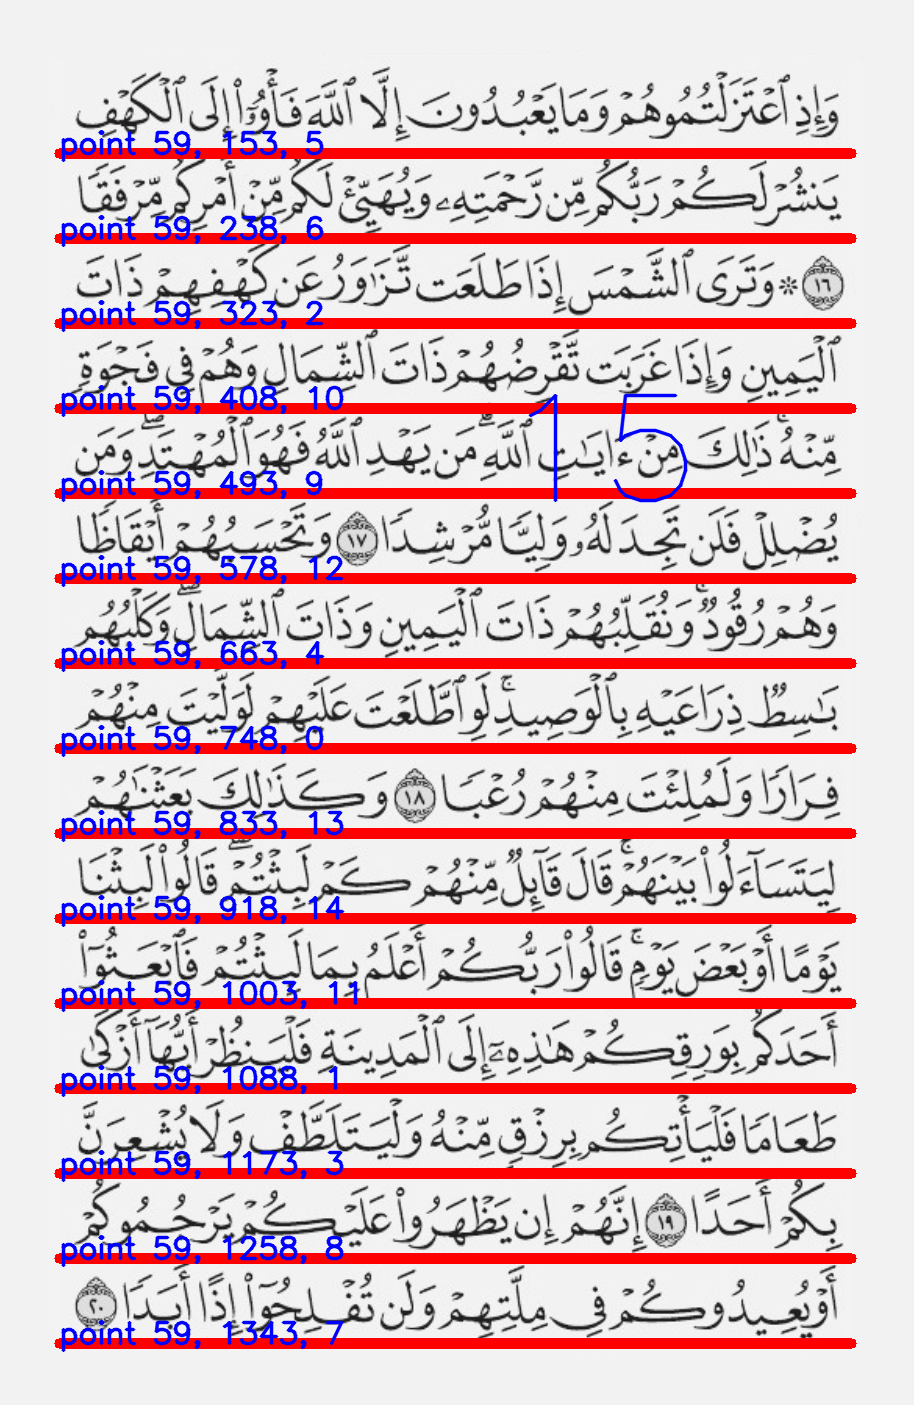 وَإِذِ ٱعْتَزَلْتُمُوهُمْ وَمَا يَعْبُدُونَ إِلَّا ٱللَّهَ فَأْوُۥٓا۟ إِلَى ٱلْكَهْفِ
point 59, 153, 5
يَنشُرْ لَكُمْ رَبُّكُم مِّن رَّحْمَتِهِۦ وَيُهَيِّئْ لَكُم مِّنْ أَمْرِكُم مِّرْفَقًا
point 59, 238, 6
١٦ ۞ وَتَرَى ٱلشَّمْسَ إِذَا طَلَعَت تَّزَٰوَرُ عَن كَهْفِهِمْ ذَاتَ
point 59, 323, 2
ٱلْيَمِينِ وَإِذَا غَرَبَت تَّقْرِضُهُمْ ذَاتَ ٱلشِّمَالِ وَهُمْ فِى فَجْوَةٍ
point 59, 408, 10
15
مِّنْهُ ۚ ذَٰلِكَ مِنْ ءَايَٰتِ ٱللَّهِ ۗ مَن يَهْدِ ٱللَّهُ فَهُوَ ٱلْمُهْتَدِ ۖ وَمَن
point 59, 493, 9
يُضْلِلْ فَلَن تَجِدَ لَهُۥ وَلِيًّا مُّرْشِدًا ١٧ وَتَحْسَبُهُمْ أَيْقَاظًا
point 59, 578, 12
وَهُمْ رُقُودٌ ۚ وَنُقَلِّبُهُمْ ذَاتَ ٱلْيَمِينِ وَذَاتَ ٱلشِّمَالِ ۖ وَكَلْبُهُم
point 59, 663, 4
بَٰسِطٌ ذِرَاعَيْهِ بِٱلْوَصِيدِ ۚ لَوِ ٱطَّلَعْتَ عَلَيْهِمْ لَوَلَّيْتَ مِنْهُمْ
point 59, 748, 0
فِرَارًا وَلَمُلِئْتَ مِنْهُمْ رُعْبًا ١٨ وَكَذَٰلِكَ بَعَثْنَٰهُمْ
point 59, 833, 13
لِيَتَسَآءَلُوا۟ بَيْنَهُمْ ۚ قَالَ قَآئِلٌ مِّنْهُمْ كَمْ لَبِثْتُمْ ۖ قَالُوا۟ لَبِثْنَا
point 59, 918, 14
يَوْمًا أَوْ بَعْضَ يَوْمٍ ۚ قَالُوا۟ رَبُّكُمْ أَعْلَمُ بِمَا لَبِثْتُمْ فَٱبْعَثُوٓا۟
point 59, 1003, 11
أَحَدَكُم بِوَرِقِكُمْ هَٰذِهِۦٓ إِلَى ٱلْمَدِينَةِ فَلْيَنظُرْ أَيُّهَآ أَزْكَىٰ
point 59, 1088, 1
طَعَامًا فَلْيَأْتِكُم بِرِزْقٍ مِّنْهُ وَلْيَتَلَطَّفْ وَلَا يُشْعِرَنَّ
point 59, 1173, 3
بِكُمْ أَحَدًا ١٩ إِنَّهُمْ إِن يَظْهَرُوا۟ عَلَيْكُمْ يَرْجُمُوكُمْ
point 59, 1258, 8
أَوْ يُعِيدُوكُمْ فِى مِلَّتِهِمْ وَلَن تُفْلِحُوٓا۟ إِذًا أَبَدًا ٢٠
point 59, 1343, 7